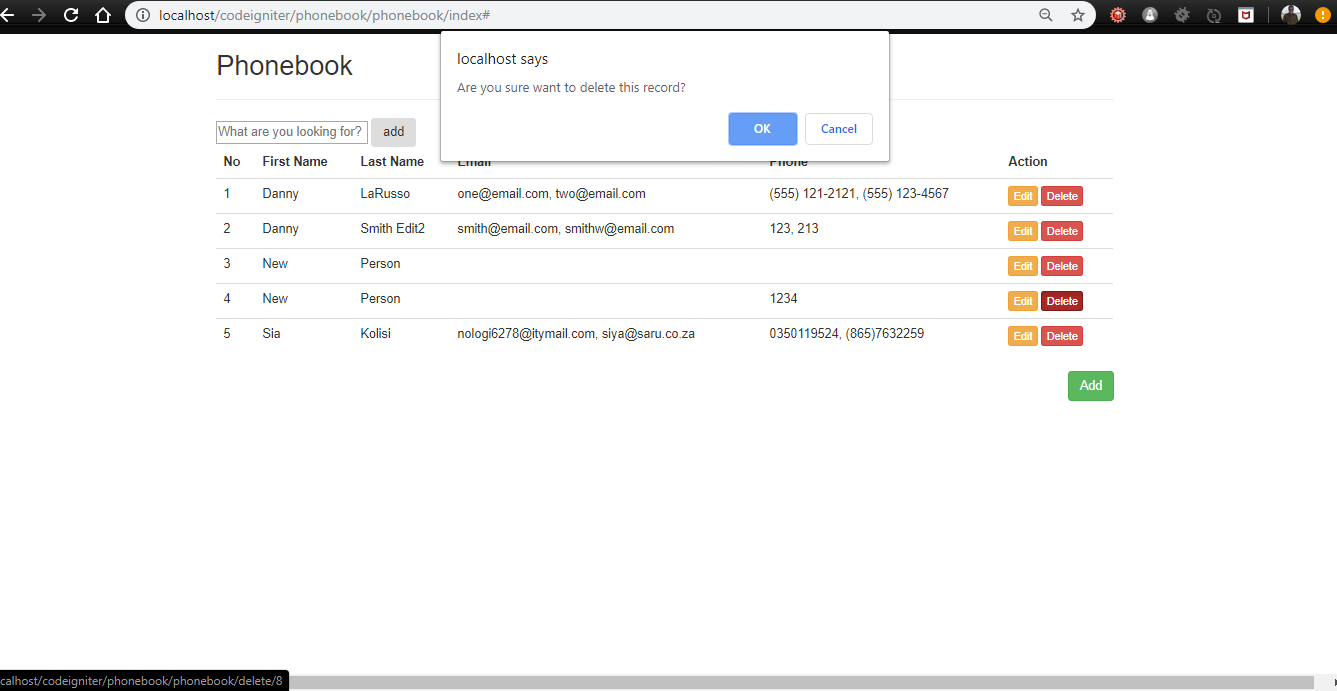 localhost/codeigniter/phonebook/phonebook/index#
localhost says
Are you sure want to delete this record?
OK Cancel
Phonebook
What are you looking for? add
No First Name Last Name Email Phone Action
1 Danny LaRusso one@email.com, two@email.com (555) 121-2121, (555) 123-4567 Edit Delete
2 Danny Smith Edit2 smith@email.com, smithw@email.com 123, 213 Edit Delete
3 New Person Edit Delete
4 New Person 1234 Edit Delete
5 Sia Kolisi nologi6278@itymail.com, siya@saru.co.za 0350119524, (865)7632259 Edit Delete
Add
calhost/codeigniter/phonebook/phonebook/delete/8